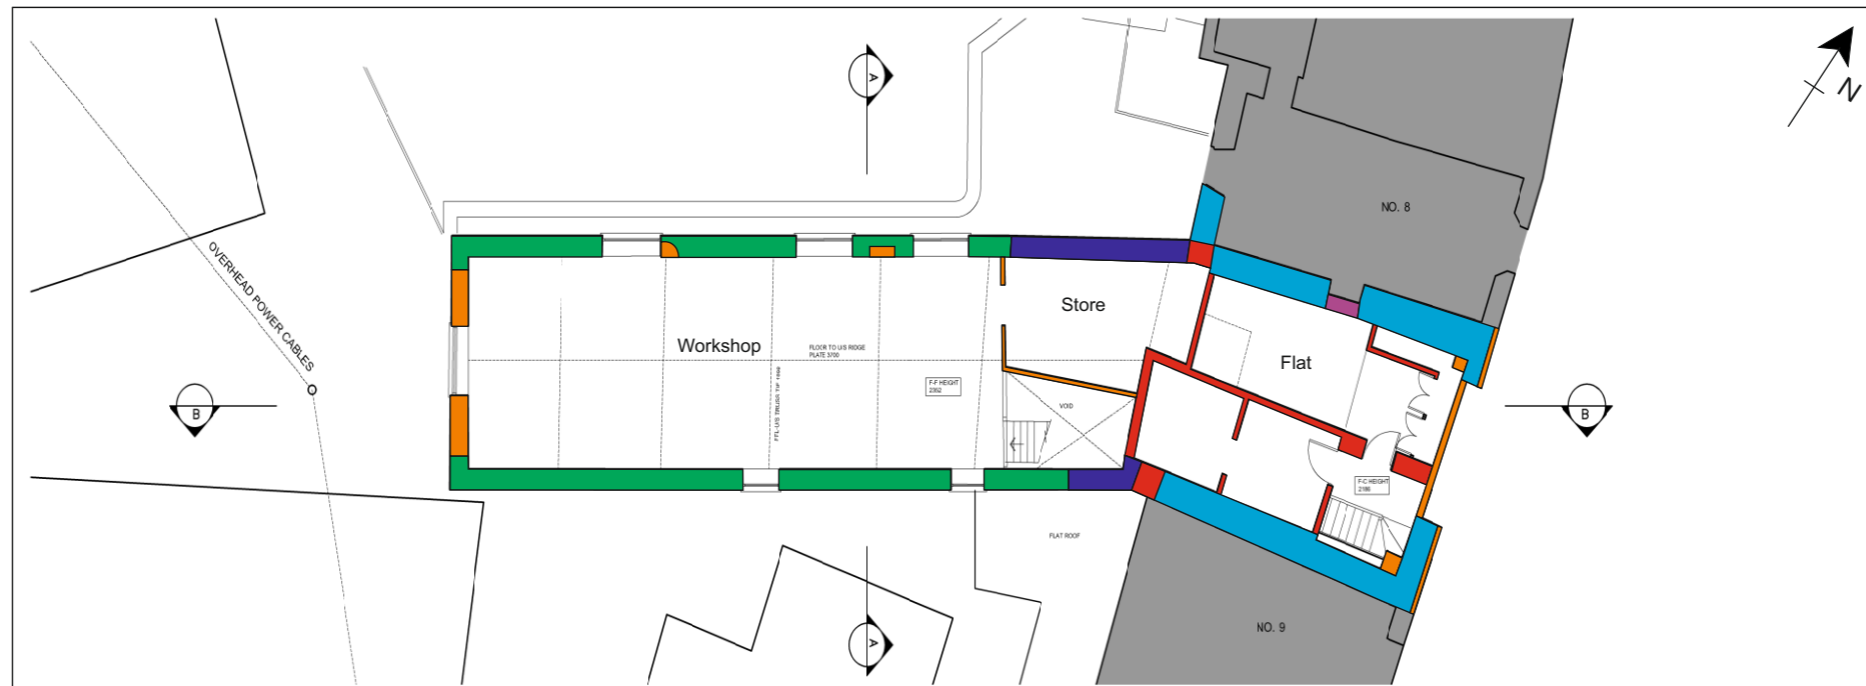 A
N
NO. 8
OVERHEAD POWER CABLES
Store
Workshop
FLOOR TO U/S RIDGE
PLATE 3700
Flat
F-F HEIGHT
2352
B
B
VOID
F-C HEIGHT
2186
FLAT ROOF
NO. 9
A